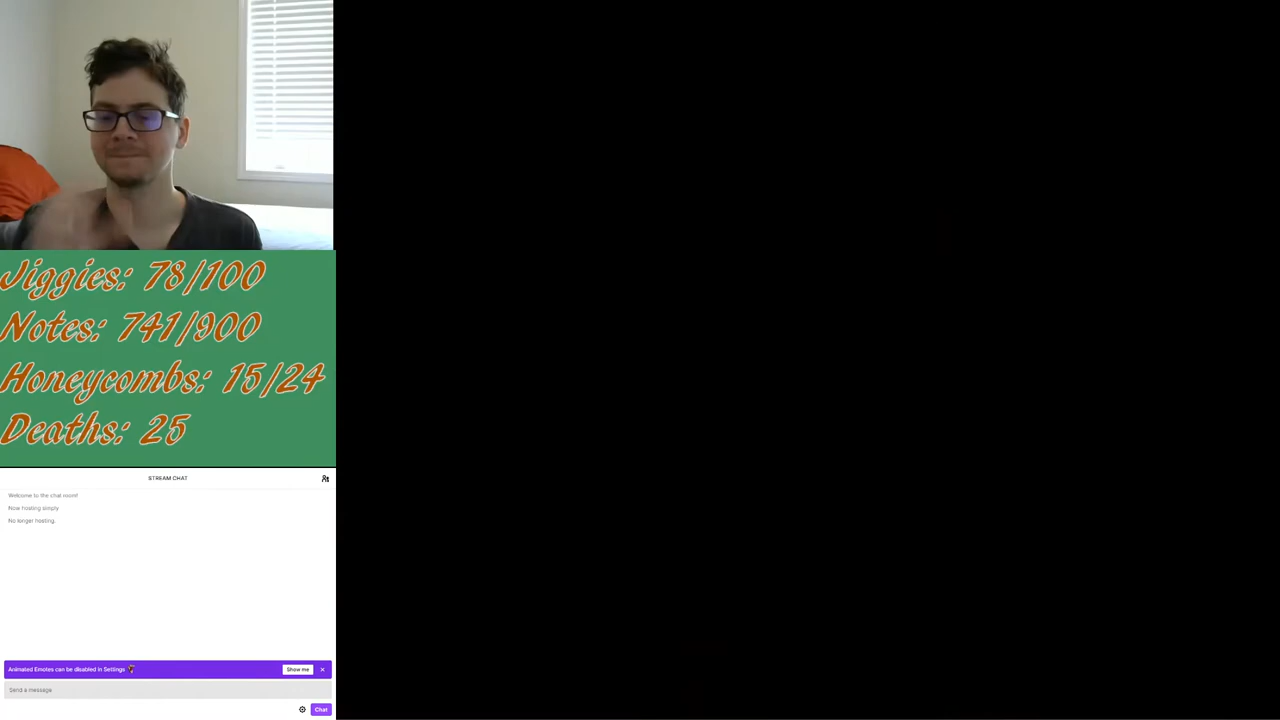 Jiggies: 78/100
Notes: 741/900
Honeycombs: 15/24
Deaths: 25
STREAM CHAT
Welcome to the chat room!
Now hosting simply
No longer hosting.
Animated Emotes can be disabled in Settings
Show me
Send a message
Chat